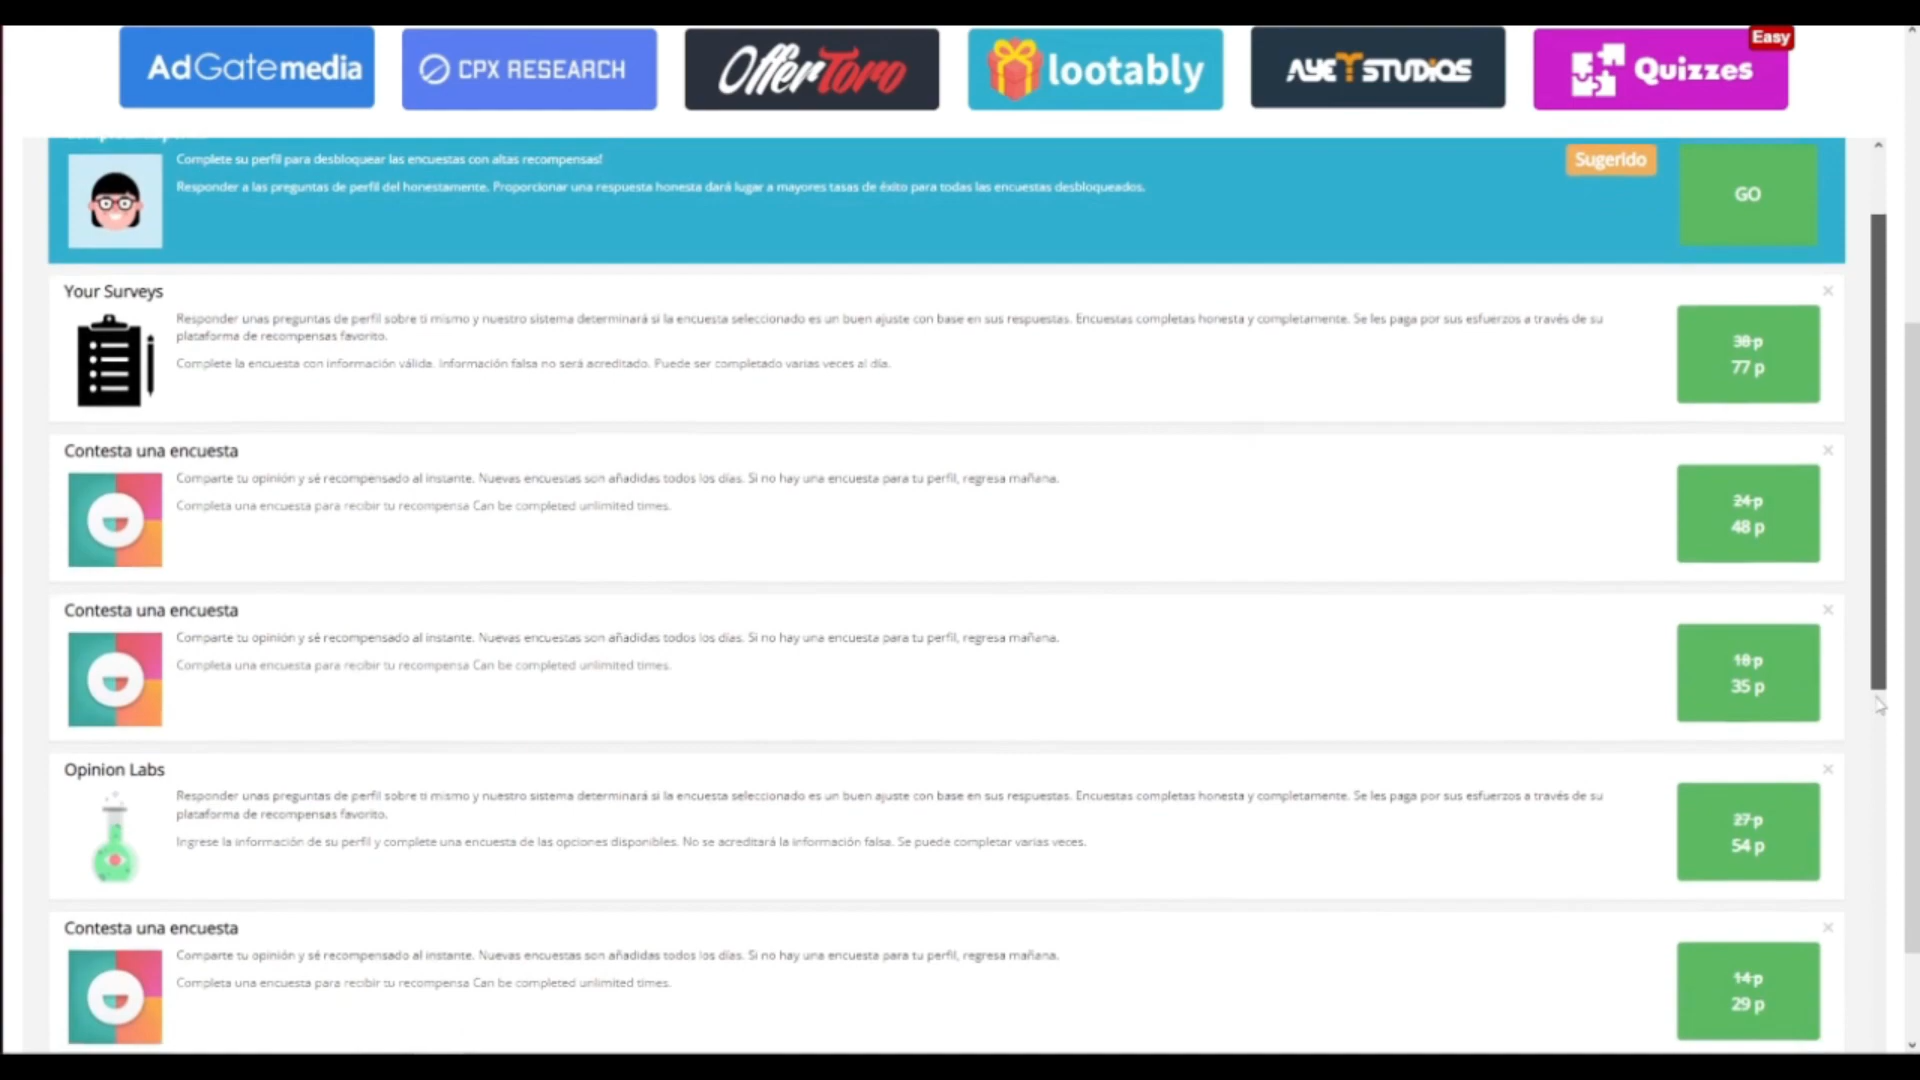 AdGatemedia
CPX RESEARCH
OfferToro
lootably
AYET STUDIOS
Easy
Quizzes
Complete su perfil para desbloquear las encuestas con altas recompensas!
Responder a las preguntas de perfil del honestamente. Proporcionar una respuesta honesta dará lugar a mayores tasas de éxito para todas las encuestas desbloqueados.
Sugerido
GO
Your Surveys
Responder unas preguntas de perfil sobre ti mismo y nuestro sistema determinará si la encuesta seleccionado es un buen ajuste con base en sus respuestas. Encuestas completas honesta y completamente. Se les paga por sus esfuerzos a través de su
plataforma de recompensas favorito.
Complete la encuesta con información válida. Información falsa no será acreditado. Puede ser completado varias veces al día.
38 p
77 p
Contesta una encuesta
Comparte tu opinión y sé recompensado al instante. Nuevas encuestas son añadidas todos los días. Si no hay una encuesta para tu perfil, regresa mañana.
Completa una encuesta para recibir tu recompensa Can be completed unlimited times.
24 p
48 p
Contesta una encuesta
Comparte tu opinión y sé recompensado al instante. Nuevas encuestas son añadidas todos los días. Si no hay una encuesta para tu perfil, regresa mañana.
Completa una encuesta para recibir tu recompensa Can be completed unlimited times.
18 p
35 p
Opinion Labs
Responder unas preguntas de perfil sobre ti mismo y nuestro sistema determinará si la encuesta seleccionado es un buen ajuste con base en sus respuestas. Encuestas completas honesta y completamente. Se les paga por sus esfuerzos a través de su
plataforma de recompensas favorito.
Ingrese la información de su perfil y complete una encuesta de las opciones disponibles. No se acreditará la información falsa. Se puede completar varias veces.
27 p
54 p
Contesta una encuesta
Comparte tu opinión y sé recompensado al instante. Nuevas encuestas son añadidas todos los días. Si no hay una encuesta para tu perfil, regresa mañana.
Completa una encuesta para recibir tu recompensa Can be completed unlimited times.
14 p
29 p